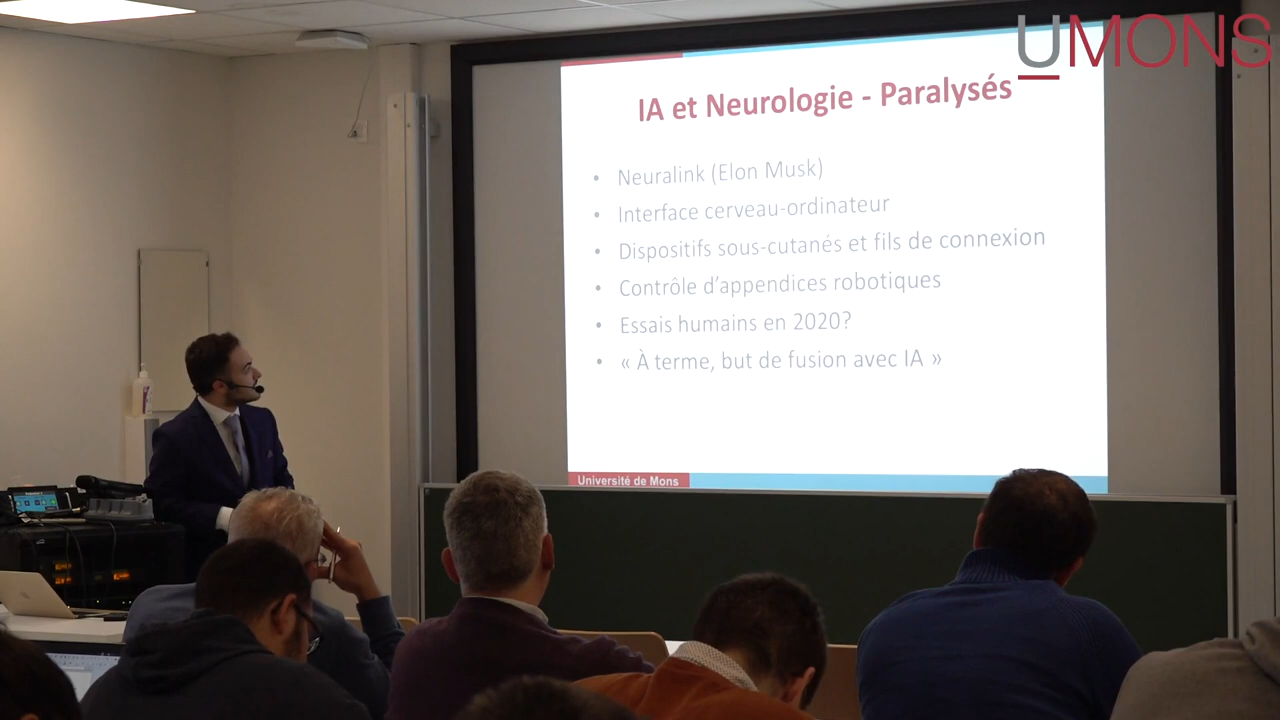 UMONS
IA et Neurologie - Paralysés
• Neuralink (Elon Musk)
• Interface cerveau-ordinateur
• Dispositifs sous-cutanés et fils de connexion
• Contrôle d’appendices robotiques
• Essais humains en 2020?
• « À terme, but de fusion avec IA »
Université de Mons